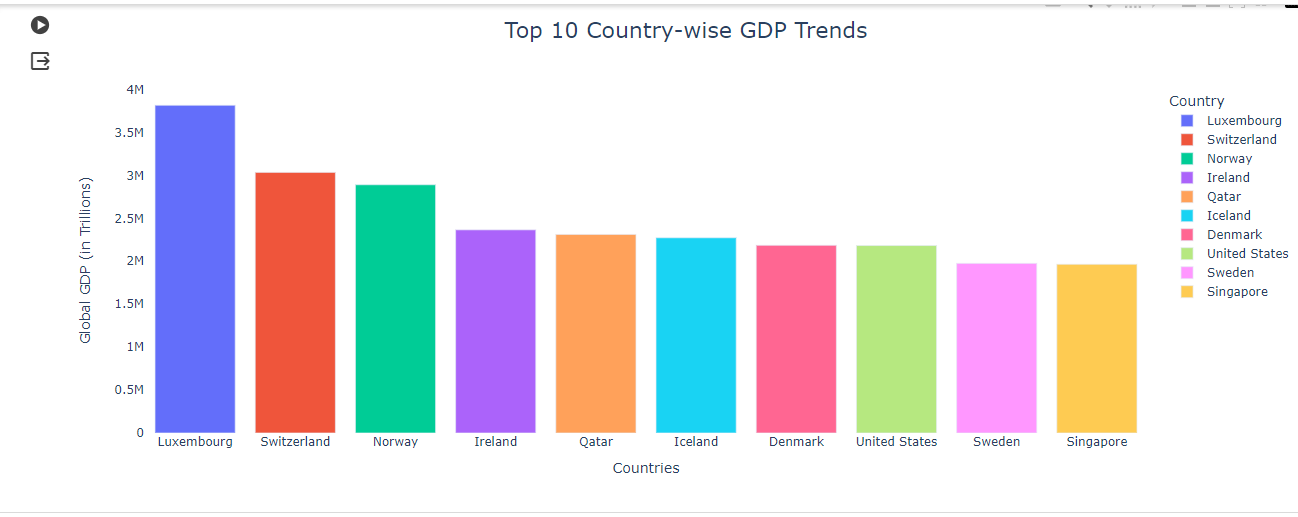 Top 10 Country-wise GDP Trends
4M
3.5M
3M
2.5M
2M
1.5M
1M
0.5M
0
Global GDP (in Trillions)
Luxembourg Switzerland Norway Ireland Qatar Iceland Denmark United States Sweden Singapore
Countries
Country
Luxembourg
Switzerland
Norway
Ireland
Qatar
Iceland
Denmark
United States
Sweden
Singapore